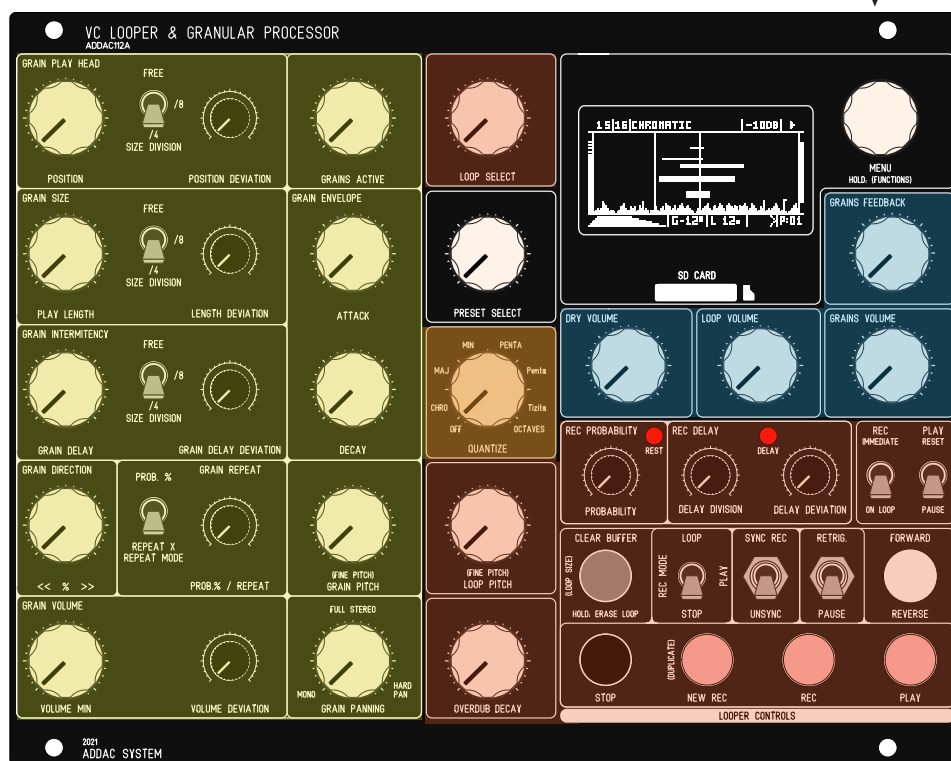 VC LOOPER & GRANULAR PROCESSOR
ADDAC112A
GRAIN PLAY HEAD
FREE
/8
/4
SIZE DIVISION
POSITION
POSITION DEVIATION
GRAINS ACTIVE
LOOP SELECT
15|16|CHROMATIC |-10DB|
G-12 |L 12 P:01
MENU
HOLD: (FUNCTIONS)
SD CARD
GRAIN SIZE
FREE
/8
/4
SIZE DIVISION
PLAY LENGTH
LENGTH DEVIATION
GRAIN ENVELOPE
ATTACK
PRESET SELECT
GRAINS FEEDBACK
GRAIN INTERMITENCY
FREE
/8
/4
SIZE DIVISION
GRAIN DELAY
GRAIN DELAY DEVIATION
DECAY
MIN
PENTA
MAJ
Penta
CHRO
Tizita
OFF
OCTAVES
QUANTIZE
DRY VOLUME
LOOP VOLUME
GRAINS VOLUME
GRAIN DIRECTION
<< % >>
PROB. %
GRAIN REPEAT
REPEAT X
REPEAT MODE
PROB.% / REPEAT
(FINE PITCH)
GRAIN PITCH
(FINE PITCH)
LOOP PITCH
REC PROBABILITY
REST
PROBABILITY
REC DELAY
DELAY
DELAY DIVISION
DELAY DEVIATION
REC
IMMEDIATE
ON LOOP
PLAY
RESET
PAUSE
CLEAR BUFFER
(LOOP SIZE)
HOLD: ERASE LOOP
LOOP
REC MODE
PLAY
STOP
SYNC REC
UNSYNC
RETRIG.
PAUSE
FORWARD
REVERSE
GRAIN VOLUME
VOLUME MIN
VOLUME DEVIATION
FULL STEREO
MONO
HARD
PAN
GRAIN PANNING
OVERDUB DECAY
STOP
(DUPLICATE)
NEW REC
REC
PLAY
LOOPER CONTROLS
2021
ADDAC SYSTEM